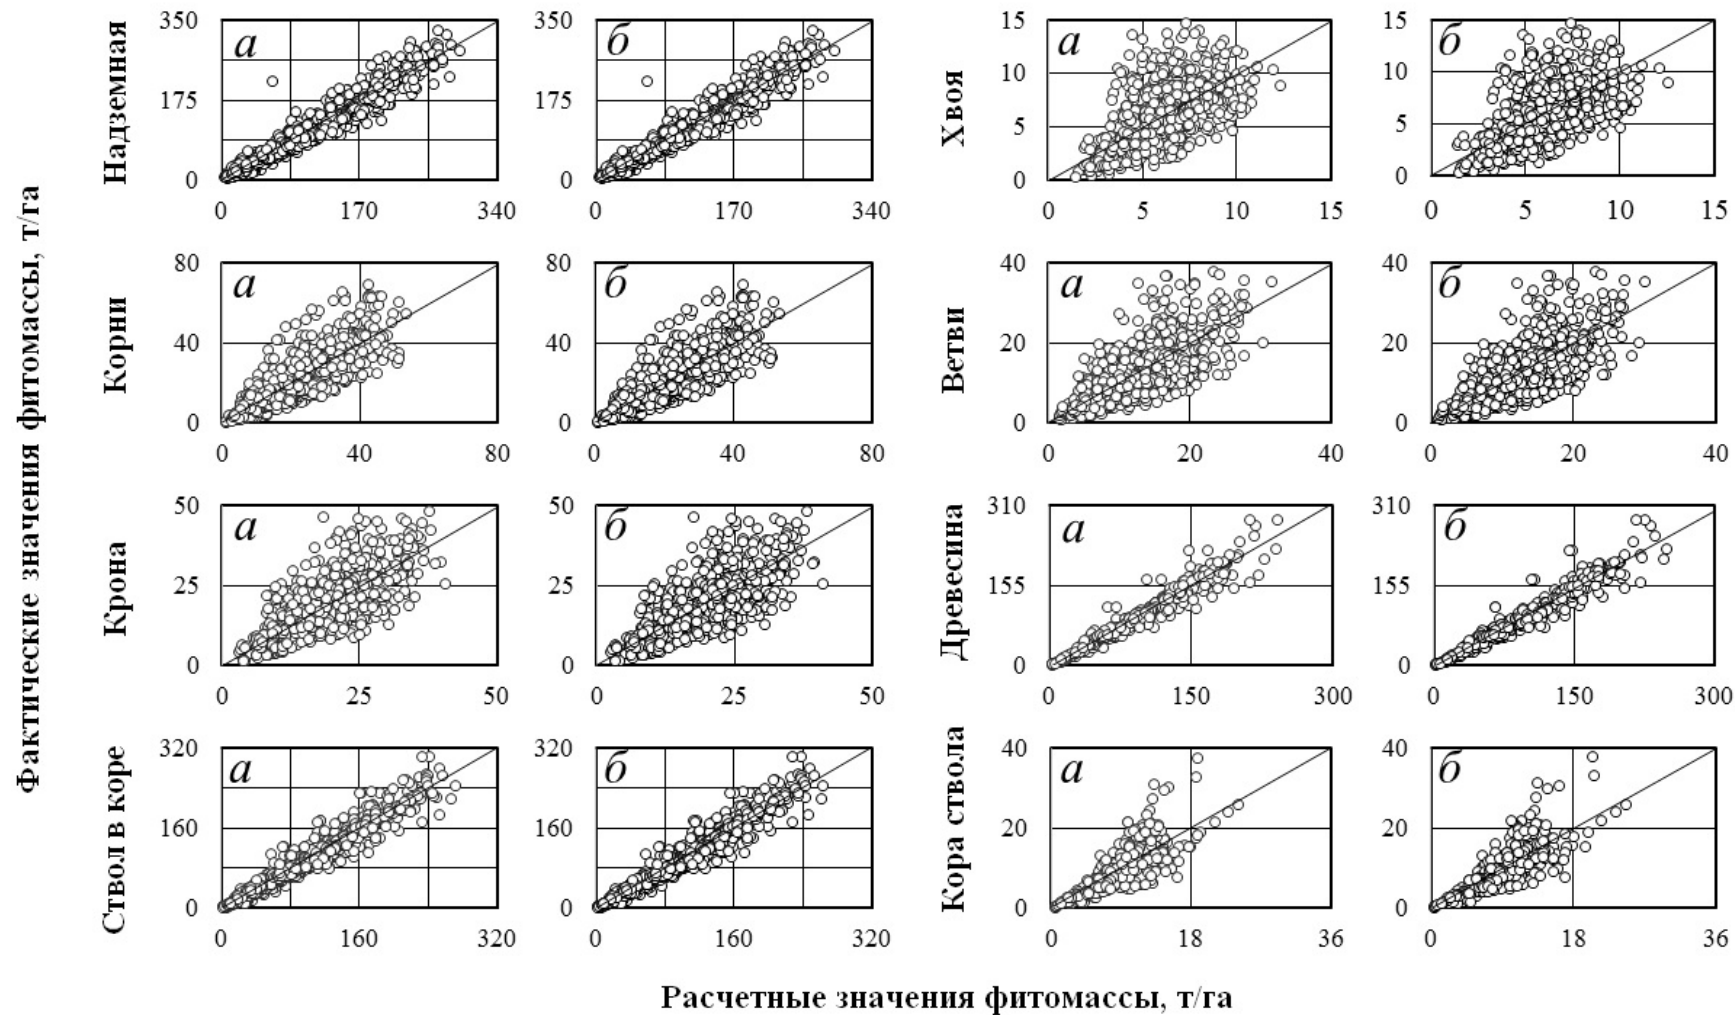 Фактические значения фитомассы, т/га
Надземная
350
175
0
а
0 170 340
350
175
0
б
0 170 340
Хвоя
15
10
5
0
а
0 5 10 15
15
10
5
0
б
0 5 10 15
Корни
80
40
0
а
0 40 80
80
40
0
б
0 40 80
Ветви
40
20
0
а
0 20 40
40
20
0
б
0 20 40
Крона
50
25
0
а
0 25 50
50
25
0
б
0 25 50
Древесина
310
155
0
а
0 150 300
310
155
0
б
0 150 300
Ствол в коре
320
160
0
а
0 160 320
320
160
0
б
0 160 320
Кора ствола
40
20
0
а
0 18 36
40
20
0
б
0 18 36
Расчетные значения фитомассы, т/га